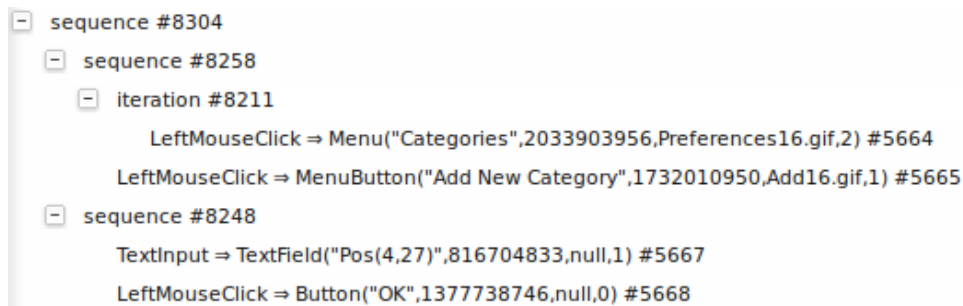 sequence #8304
sequence #8258
iteration #8211
LeftMouseClick ⇒ Menu("Categories",2033903956,Preferences16.gif,2) #5664
LeftMouseClick ⇒ MenuButton("Add New Category",1732010950,Add16.gif,1) #5665
sequence #8248
TextInput ⇒ TextField("Pos(4,27)",816704833,null,1) #5667
LeftMouseClick ⇒ Button("OK",1377738746,null,0) #5668